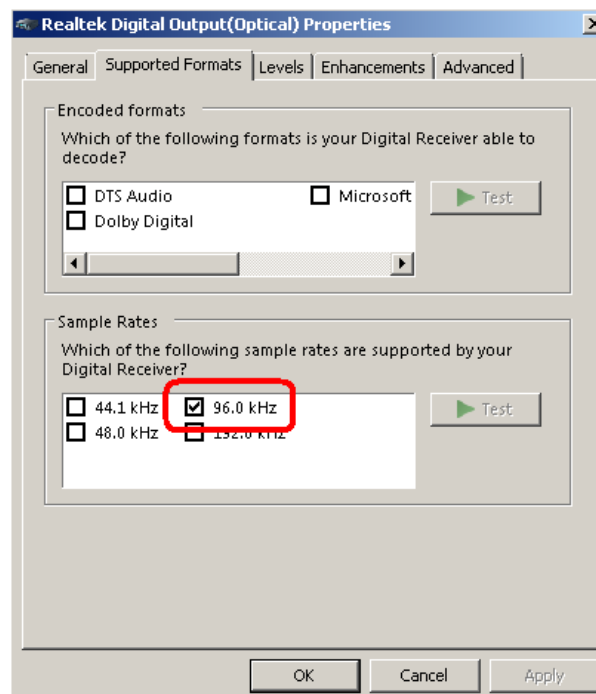 Realtek Digital Output(Optical) Properties
General Supported Formats Levels Enhancements Advanced
Encoded formats
Which of the following formats is your Digital Receiver able to
decode?
DTS Audio Microsoft
Dolby Digital
Test
Sample Rates
Which of the following sample rates are supported by your
Digital Receiver?
44.1 kHz 96.0 kHz
48.0 kHz kHz
Test
OK Cancel Apply